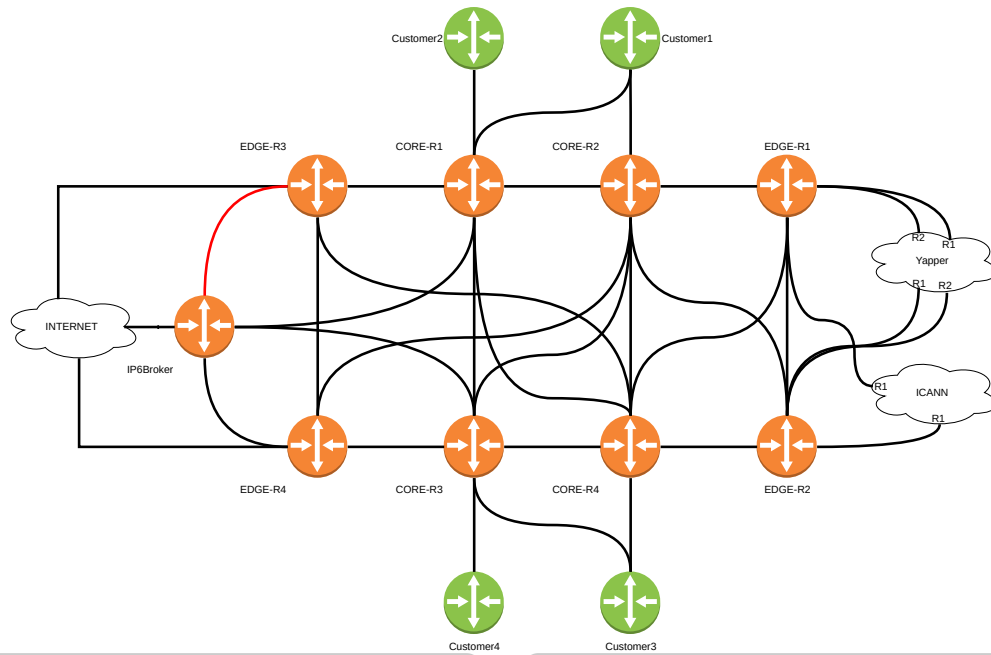 Customer2
Customer1
EDGE-R3
CORE-R1
CORE-R2
EDGE-R1
R2
R1
Yapper
R1
R2
INTERNET
IP6Broker
R1
ICANN
R1
EDGE-R4
CORE-R3
CORE-R4
EDGE-R2
Customer4
Customer3